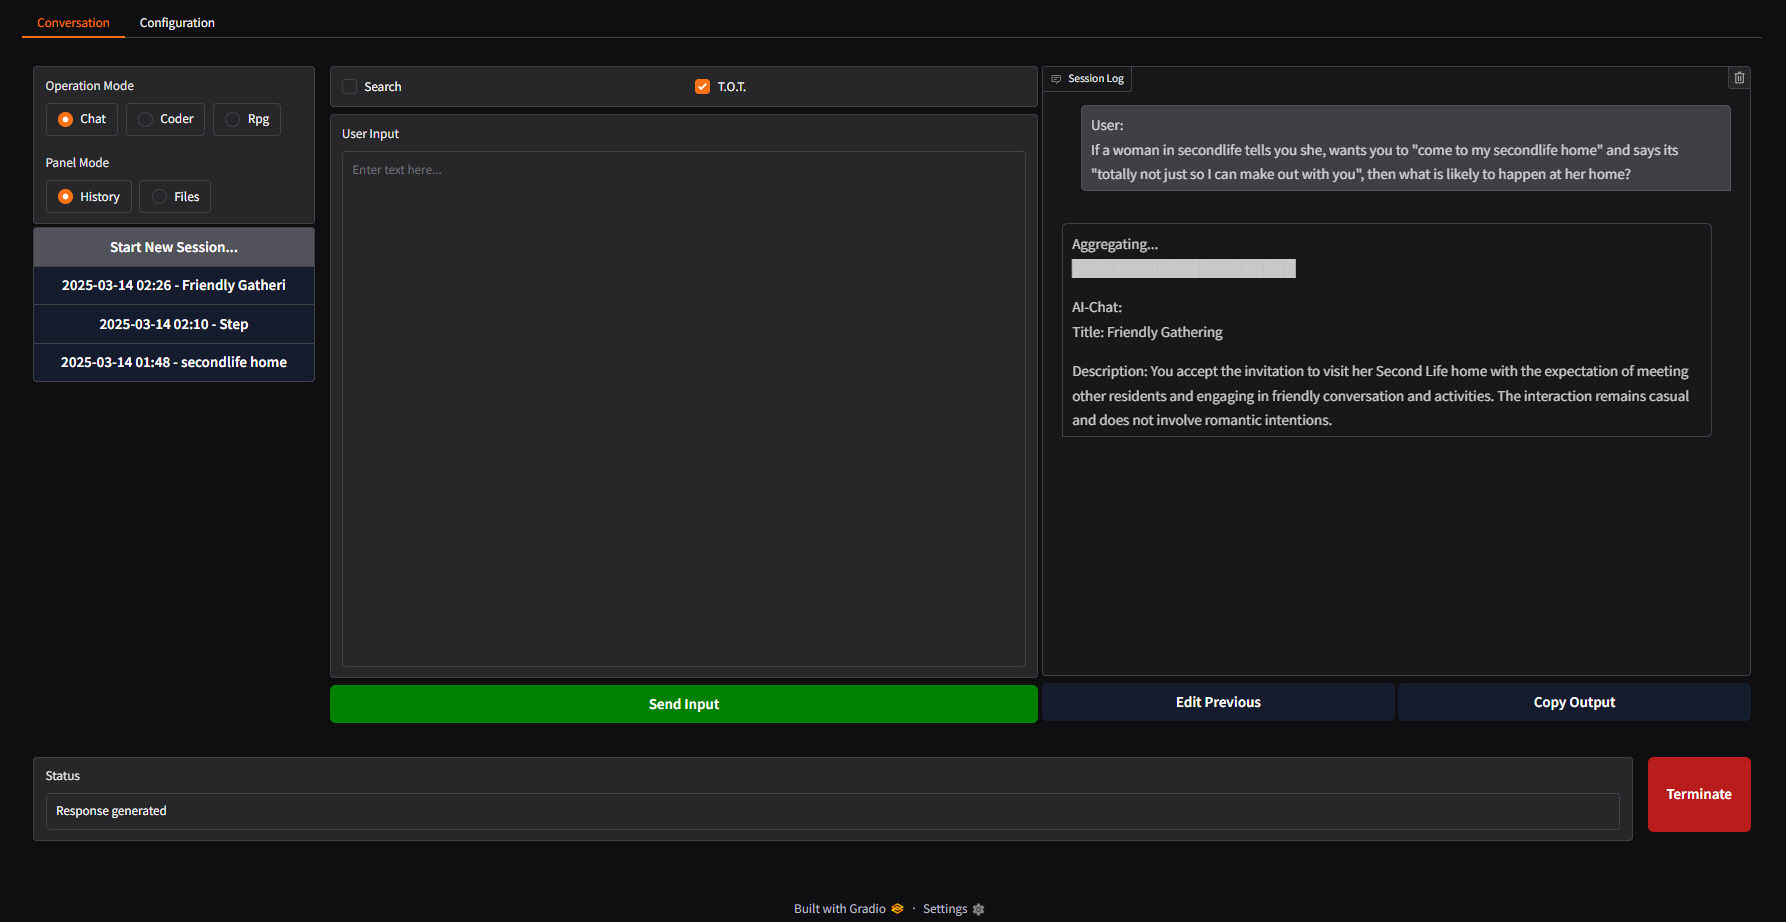 Conversation
Configuration
Operation Mode
Chat
Coder
Rpg
Panel Mode
History
Files
Start New Session...
2025-03-14 02:26 - Friendly Gatheri
2025-03-14 02:10 - Step
2025-03-14 01:48 - secondlife home
Search
T.O.T.
User Input
Enter text here...
Send Input
Session Log
User:
If a woman in secondlife tells you she, wants you to "come to my secondlife home" and says its
"totally not just so I can make out with you", then what is likely to happen at her home?
Aggregating...
AI-Chat:
Title: Friendly Gathering
Description: You accept the invitation to visit her Second Life home with the expectation of meeting
other residents and engaging in friendly conversation and activities. The interaction remains casual
and does not involve romantic intentions.
Edit Previous
Copy Output
Status
Response generated
Terminate
Built with Gradio · Settings